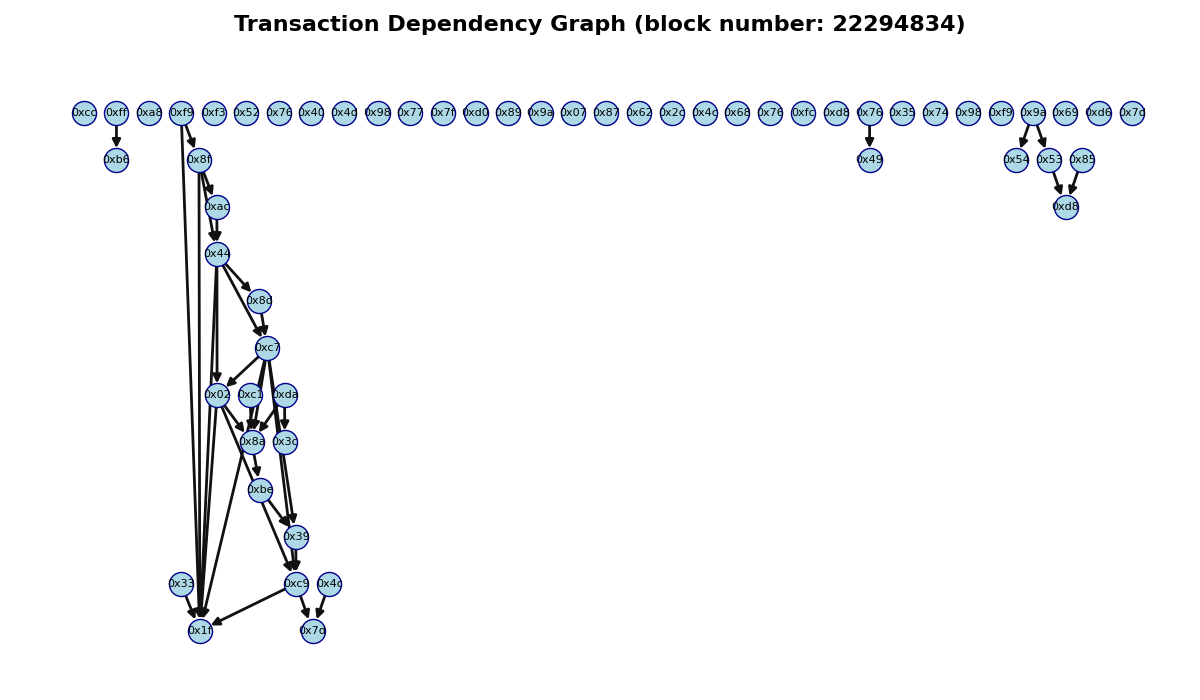 Transaction Dependency Graph (block number: 22294834)
0xcc 0xff 0xa8 0xf9 0xf3 0x52 0x76 0x40 0x4d 0x98 0x77 0x7f 0xd0 0x89 0x9a 0x07 0x87 0x62 0x2c 0x4c 0x68 0x76 0xfc 0xd8 0x76 0x35 0x74 0x98 0xf9 0x9a 0x69 0xd6 0x7c
0xb6 0x8f 0x49 0x54 0x53 0x85
0xac 0xd8
0x44
0x8d
0xc7
0x02 0xc1 0xda
0x8a 0x3c
0xbe
0x39
0x33 0xc9 0x4c
0x1f 0x7d